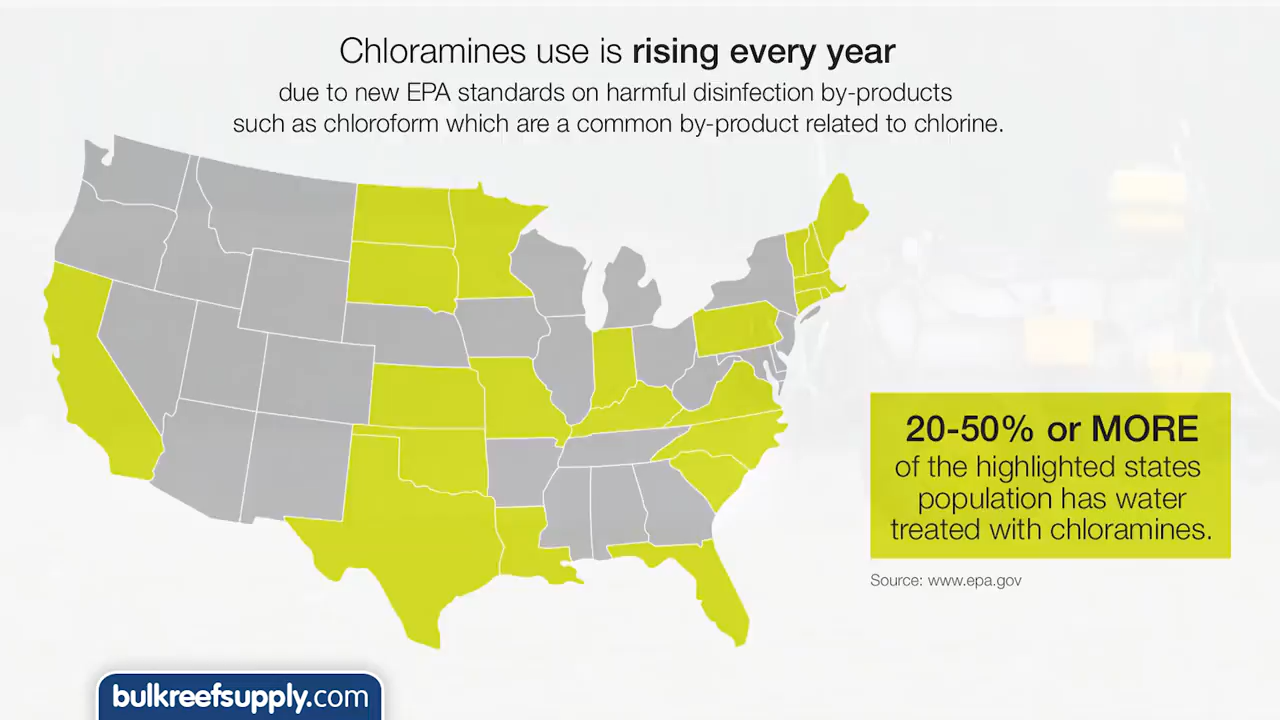 Chloramines use is rising every year
due to new EPA standards on harmful disinfection by-products
such as chloroform which are a common by-product related to chlorine.
20-50% or MORE
of the highlighted states
population has water
treated with chloramines.
Source: www.epa.gov
bulkreefsupply.com